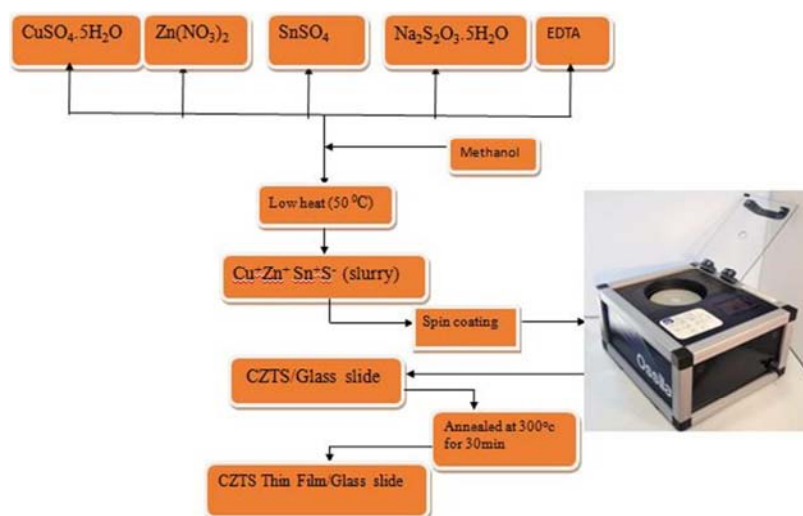 CuSO₄.5H₂O
Zn(NO₃)₂
SnSO₄
Na₂S₂O₃.5H₂O
EDTA
Methanol
Low heat (50 ⁰C)
Cu⁺Zn⁺ Sn⁺S⁻ (slurry)
Spin coating
Ossila
CZTS/Glass slide
Annealed at 300°c
for 30min
CZTS Thin Film/Glass slide